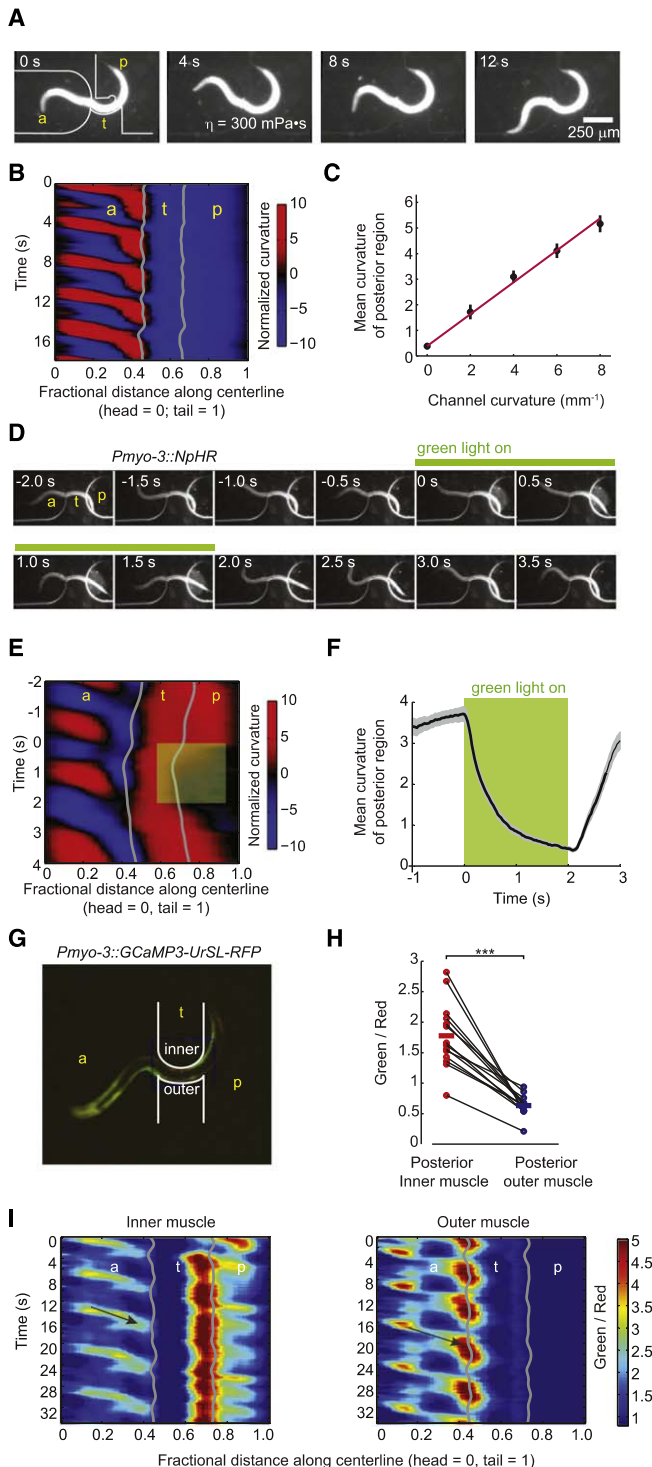 A
0 s
p
a
t
4 s
η = 300 mPa•s
8 s
12 s
250 μm
B
0
4
8
12
16
Time (s)
a
t
p
0
0.2
0.4
0.6
0.8
1
Fractional distance along centerline
(head = 0; tail = 1)
10
5
0
−5
−10
Normalized curvature
C
6
5
4
3
2
1
0
Mean curvature
of posterior region
0
2
4
6
8
Channel curvature (mm-1)
D
Pmyo-3::NpHR
green light on
-2.0 s
a
t
p
-1.5 s
-1.0 s
-0.5 s
0 s
0.5 s
1.0 s
1.5 s
2.0 s
2.5 s
3.0 s
3.5 s
E
-2
-1
0
1
2
3
4
Time (s)
a
t
p
0
0.2
0.4
0.6
0.8
1.0
Fractional distance along centerline
(head = 0, tail = 1)
10
5
0
−5
−10
Normalized curvature
F
green light on
4
3
2
1
0
Mean curvature
of posterior region
-1
0
1
2
3
Time (s)
G
Pmyo-3::GCaMP3-UrSL-RFP
t
a
inner
outer
p
H
***
3
2.5
2
1.5
1
0.5
0
Green / Red
Posterior
Inner muscle
Posterior
outer muscle
I
Inner muscle
0
4
8
12
16
20
24
28
32
Time (s)
a
t
p
0
0.2
0.4
0.6
0.8
1.0
Outer muscle
0
4
8
12
16
20
24
28
32
a
t
p
0
0.2
0.4
0.6
0.8
1.0
5
4.5
4
3.5
3
2.5
2
1.5
1
Green / Red
Fractional distance along centerline (head = 0, tail = 1)